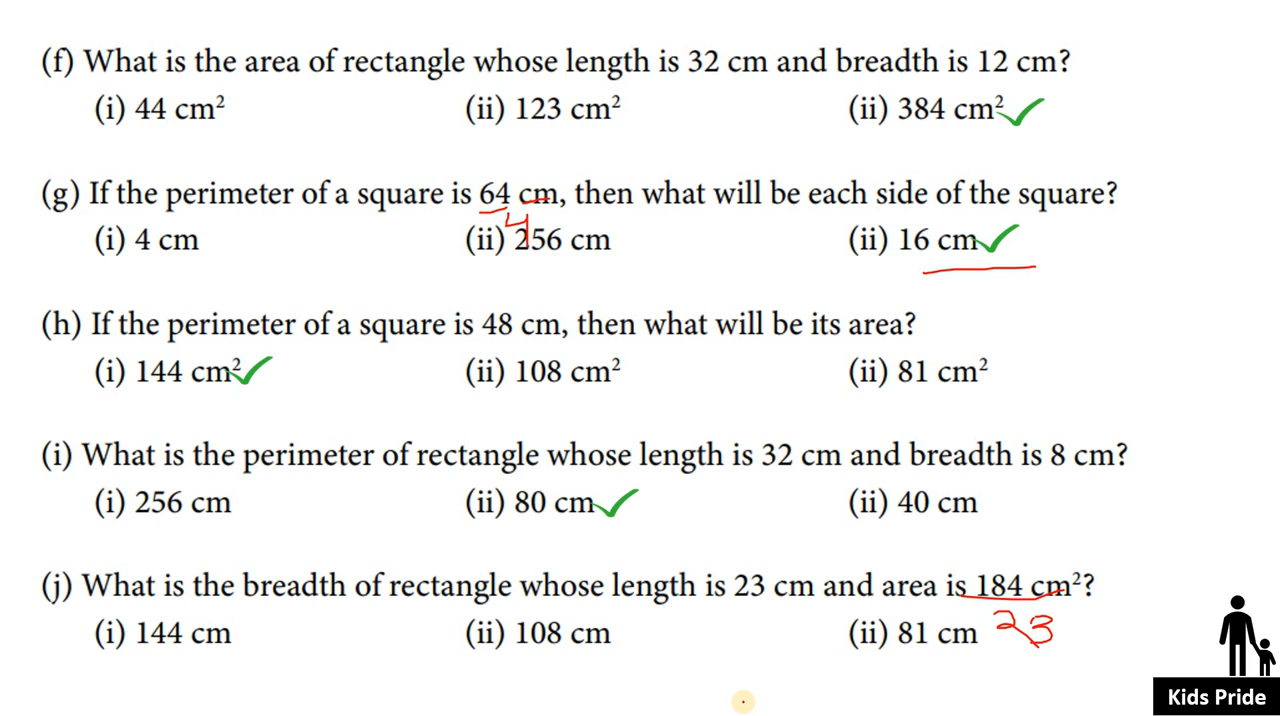 (f) What is the area of rectangle whose length is 32 cm and breadth is 12 cm?
(i) 44 cm² (ii) 123 cm² (ii) 384 cm²
(g) If the perimeter of a square is 64 cm, then what will be each side of the square?
4
(i) 4 cm (ii) 256 cm (ii) 16 cm
(h) If the perimeter of a square is 48 cm, then what will be its area?
(i) 144 cm² (ii) 108 cm² (ii) 81 cm²
(i) What is the perimeter of rectangle whose length is 32 cm and breadth is 8 cm?
(i) 256 cm (ii) 80 cm (ii) 40 cm
(j) What is the breadth of rectangle whose length is 23 cm and area is 184 cm²?
(i) 144 cm (ii) 108 cm (ii) 81 cm 23
Kids Pride